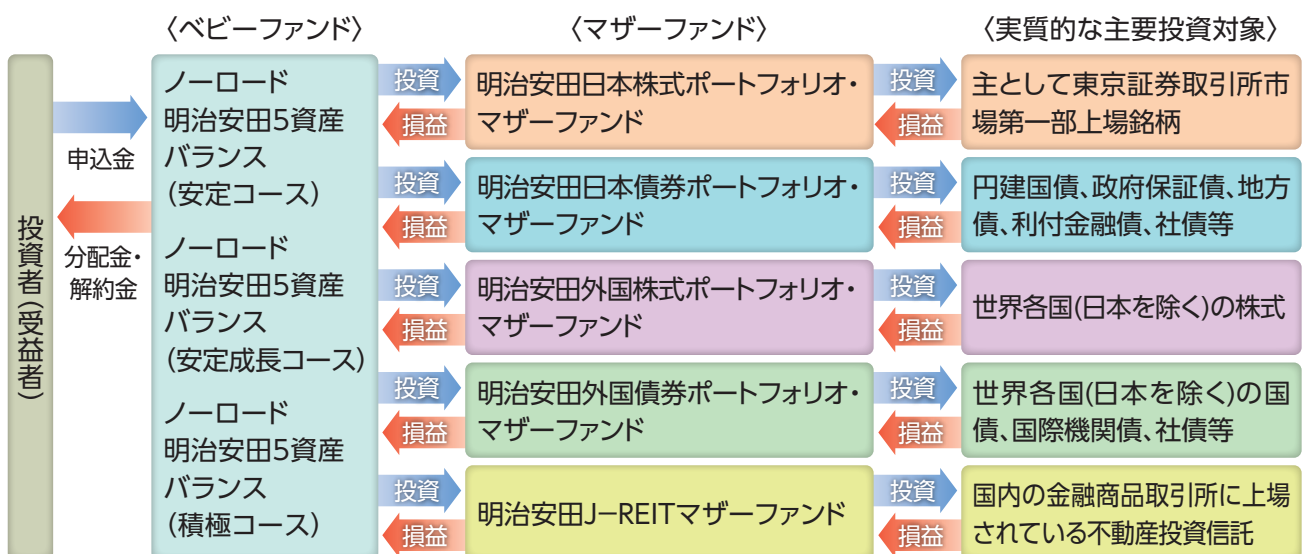 〈ベビーファンド〉
〈マザーファンド〉
〈実質的な主要投資対象〉
投資者(受益者)
申込金
分配金・
解約金
ノーロード
明治安田5資産
バランス
(安定コース)
ノーロード
明治安田5資産
バランス
(安定成長コース)
ノーロード
明治安田5資産
バランス
(積極コース)
投資
損益
明治安田日本株式ポートフォリオ・
マザーファンド
投資
損益
主として東京証券取引所市
場第一部上場銘柄
投資
損益
明治安田日本債券ポートフォリオ・
マザーファンド
投資
損益
円建国債、政府保証債、地方
債、利付金融債、社債等
投資
損益
明治安田外国株式ポートフォリオ・
マザーファンド
投資
損益
世界各国(日本を除く)の株式
投資
損益
明治安田外国債券ポートフォリオ・
マザーファンド
投資
損益
世界各国(日本を除く)の国
債、国際機関債、社債等
投資
損益
明治安田J−REITマザーファンド
投資
損益
国内の金融商品取引所に上場
されている不動産投資信託